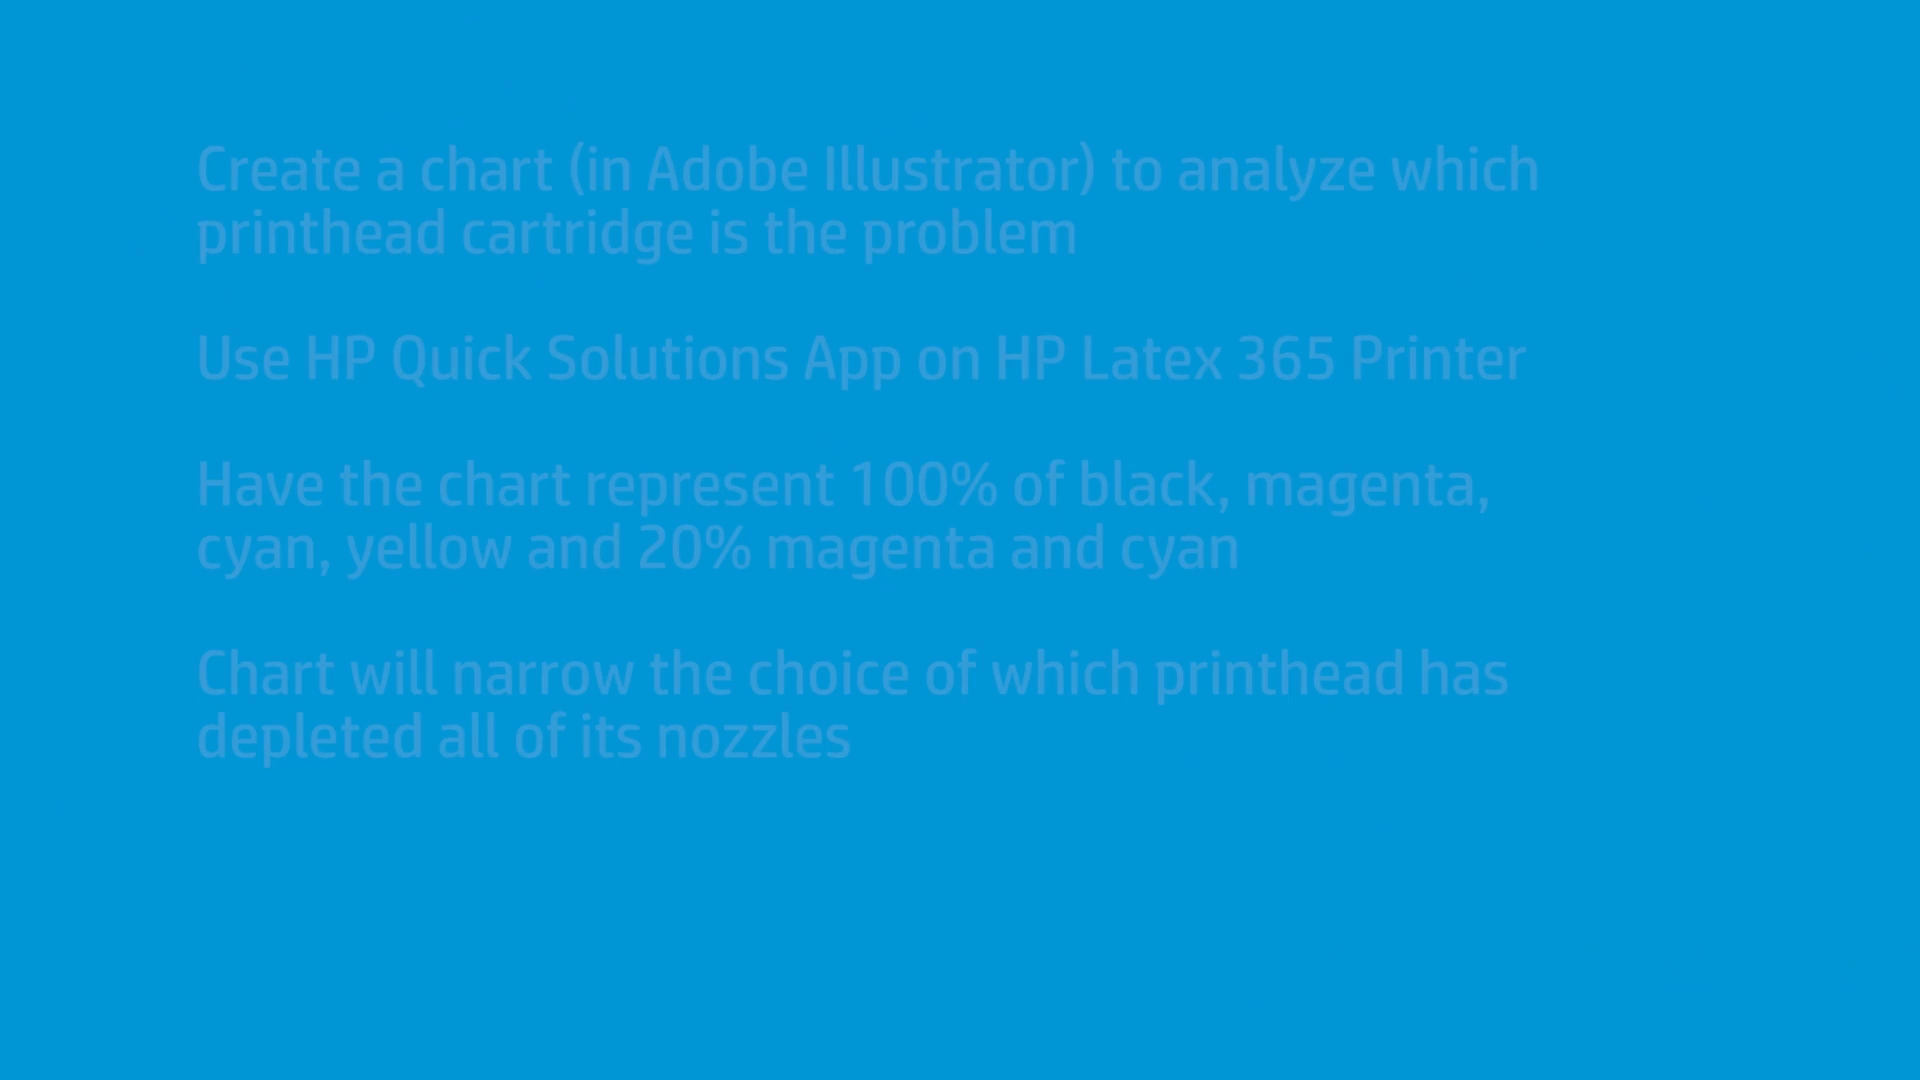 Create a chart (in Adobe Illustrator) to analyze which
printhead cartridge is the problem
Use HP Quick Solutions App on HP Latex 365 Printer
Have the chart represent 100% of black, magenta,
cyan, yellow and 20% magenta and cyan
Chart will narrow the choice of which printhead has
depleted all of its nozzles